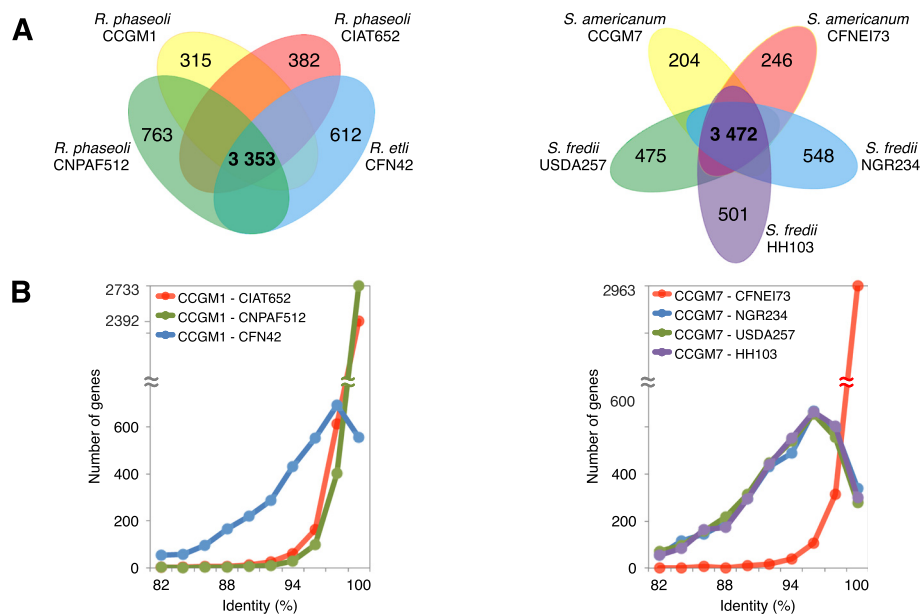 A
R. phaseoli
CCGM1
R. phaseoli
CIAT652
315
382
R. phaseoli
CNPAF512
763
612
R. etli
CFN42
3 353
S. americanum
CCGM7
S. americanum
CFNEI73
204
246
3 472
S. fredii
USDA257
475
548
S. fredii
NGR234
501
S. fredii
HH103
B
2733
2392
600
400
200
0
Number of genes
CCGM1 - CIAT652
CCGM1 - CNPAF512
CCGM1 - CFN42
82 88 94 100
Identity (%)
2963
600
400
200
0
Number of genes
CCGM7 - CFNEI73
CCGM7 - NGR234
CCGM7 - USDA257
CCGM7 - HH103
82 88 94 100
Identity (%)